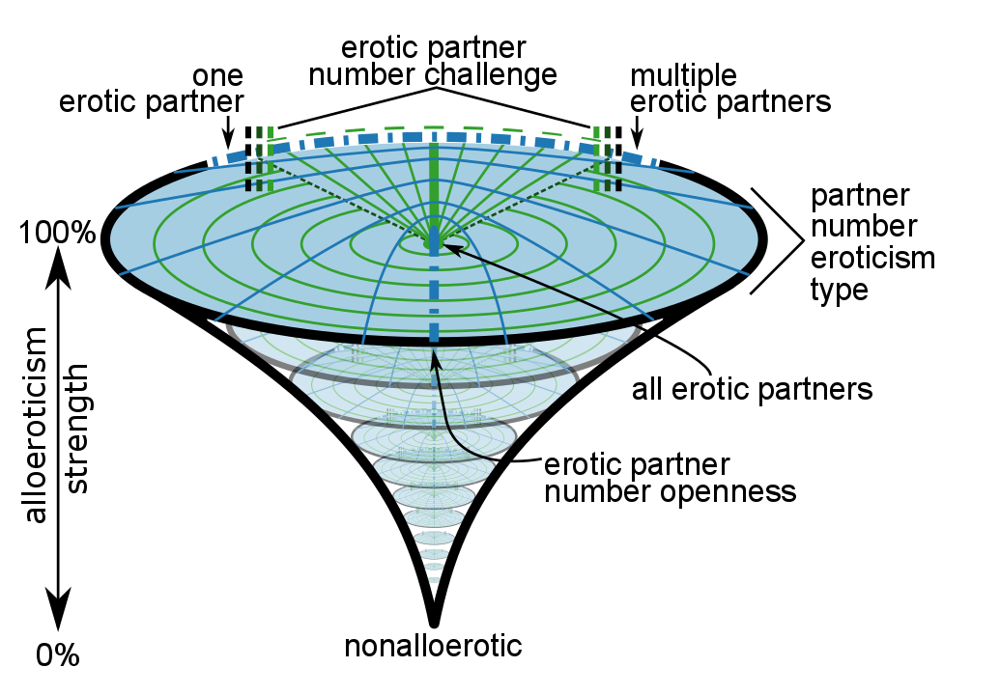 erotic partner
number challenge
one
erotic partner
multiple
erotic partners
partner
number
eroticism
type
100%
alloeroticism
strength
all erotic partners
erotic partner
number openness
0%
nonalloerotic